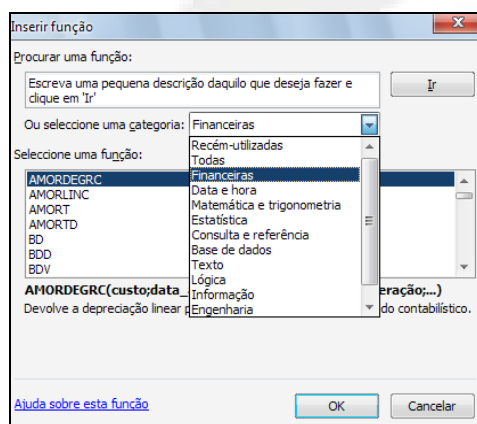 Inserir função
Procurar uma função:
Escreva uma pequena descrição daquilo que deseja fazer e
clique em 'Ir'
Ir
Ou seleccione uma categoria: Financeiras
Recém-utilizadas
Todas
Financeiras
Data e hora
Matemática e trigonometria
Estatística
Consulta e referência
Base de dados
Texto
Lógica
Informação
Engenharia
Seleccione uma função:
AMORDEGRC
AMORLINC
AMORT
AMORTD
BD
BDD
BDV
AMORDEGRC(custo;data_ eração;...)
Devolve a depreciação linear do contabilístico.
Ajuda sobre esta função
OK
Cancelar